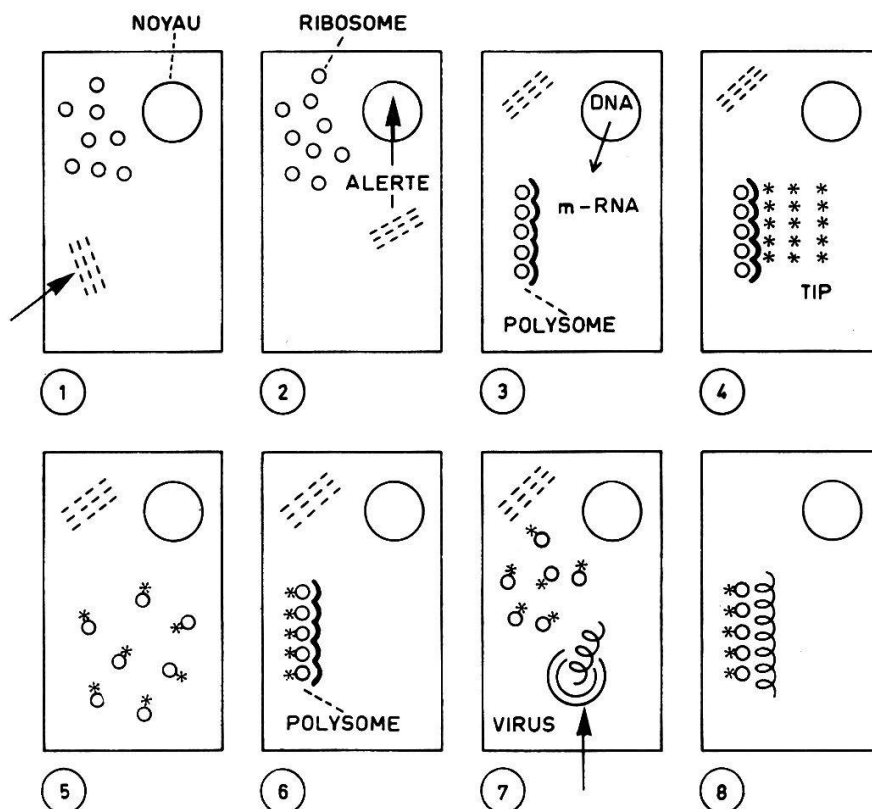 NOYAU
RIBOSOME
ALERTE
DNA
m-RNA
POLYSOME
TIP
1
2
3
4
POLYSOME
VIRUS
5
6
7
8